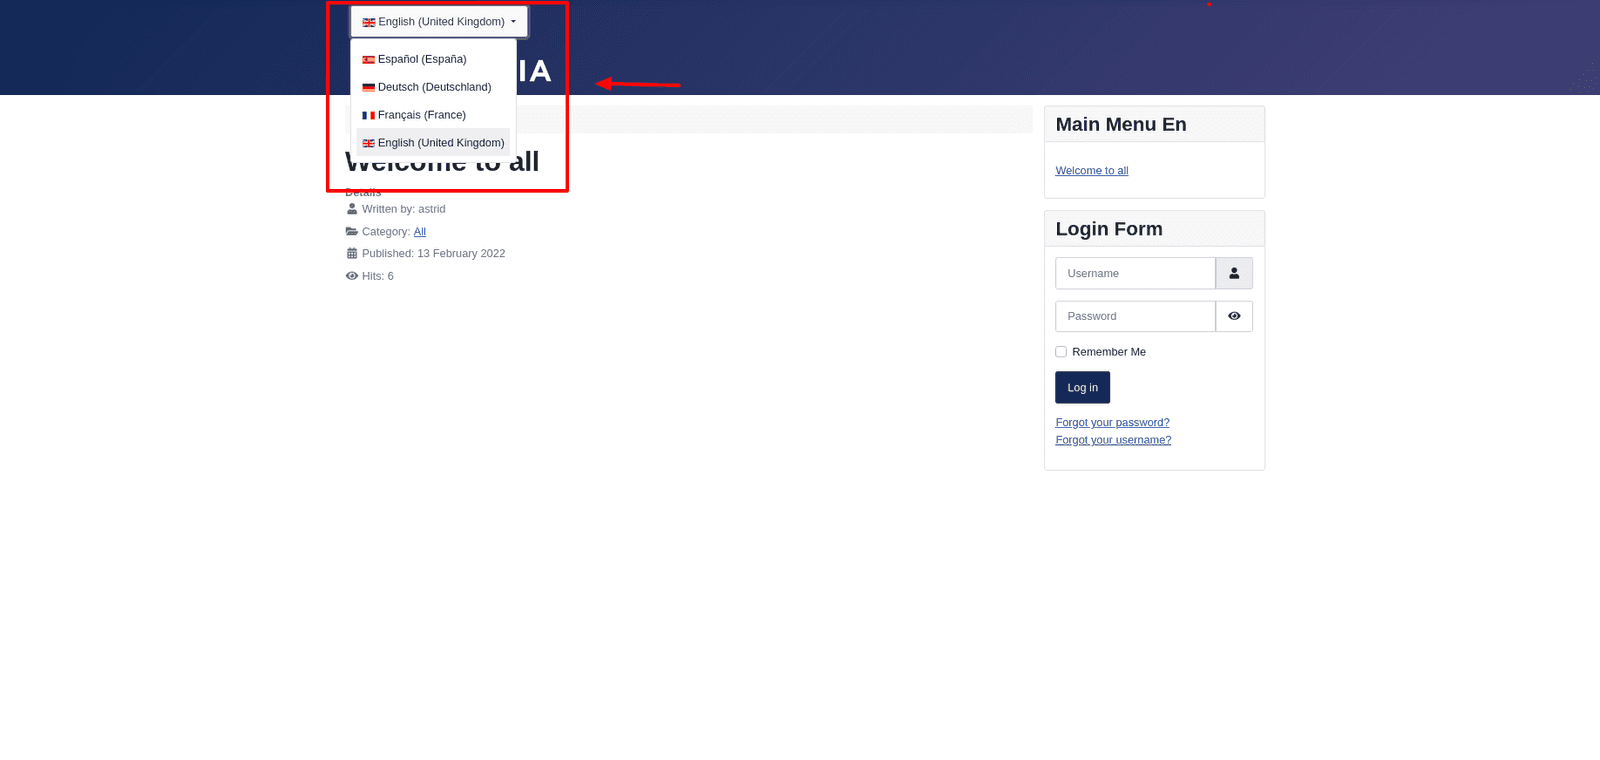 English (United Kingdom)
Español (España)
Deutsch (Deutschland)
Français (France)
English (United Kingdom)
IA
Welcome to all
Details
Written by: astrid
Category: All
Published: 13 February 2022
Hits: 6
Main Menu En
Welcome to all
Login Form
Username
Password
Remember Me
Log in
Forgot your password?
Forgot your username?